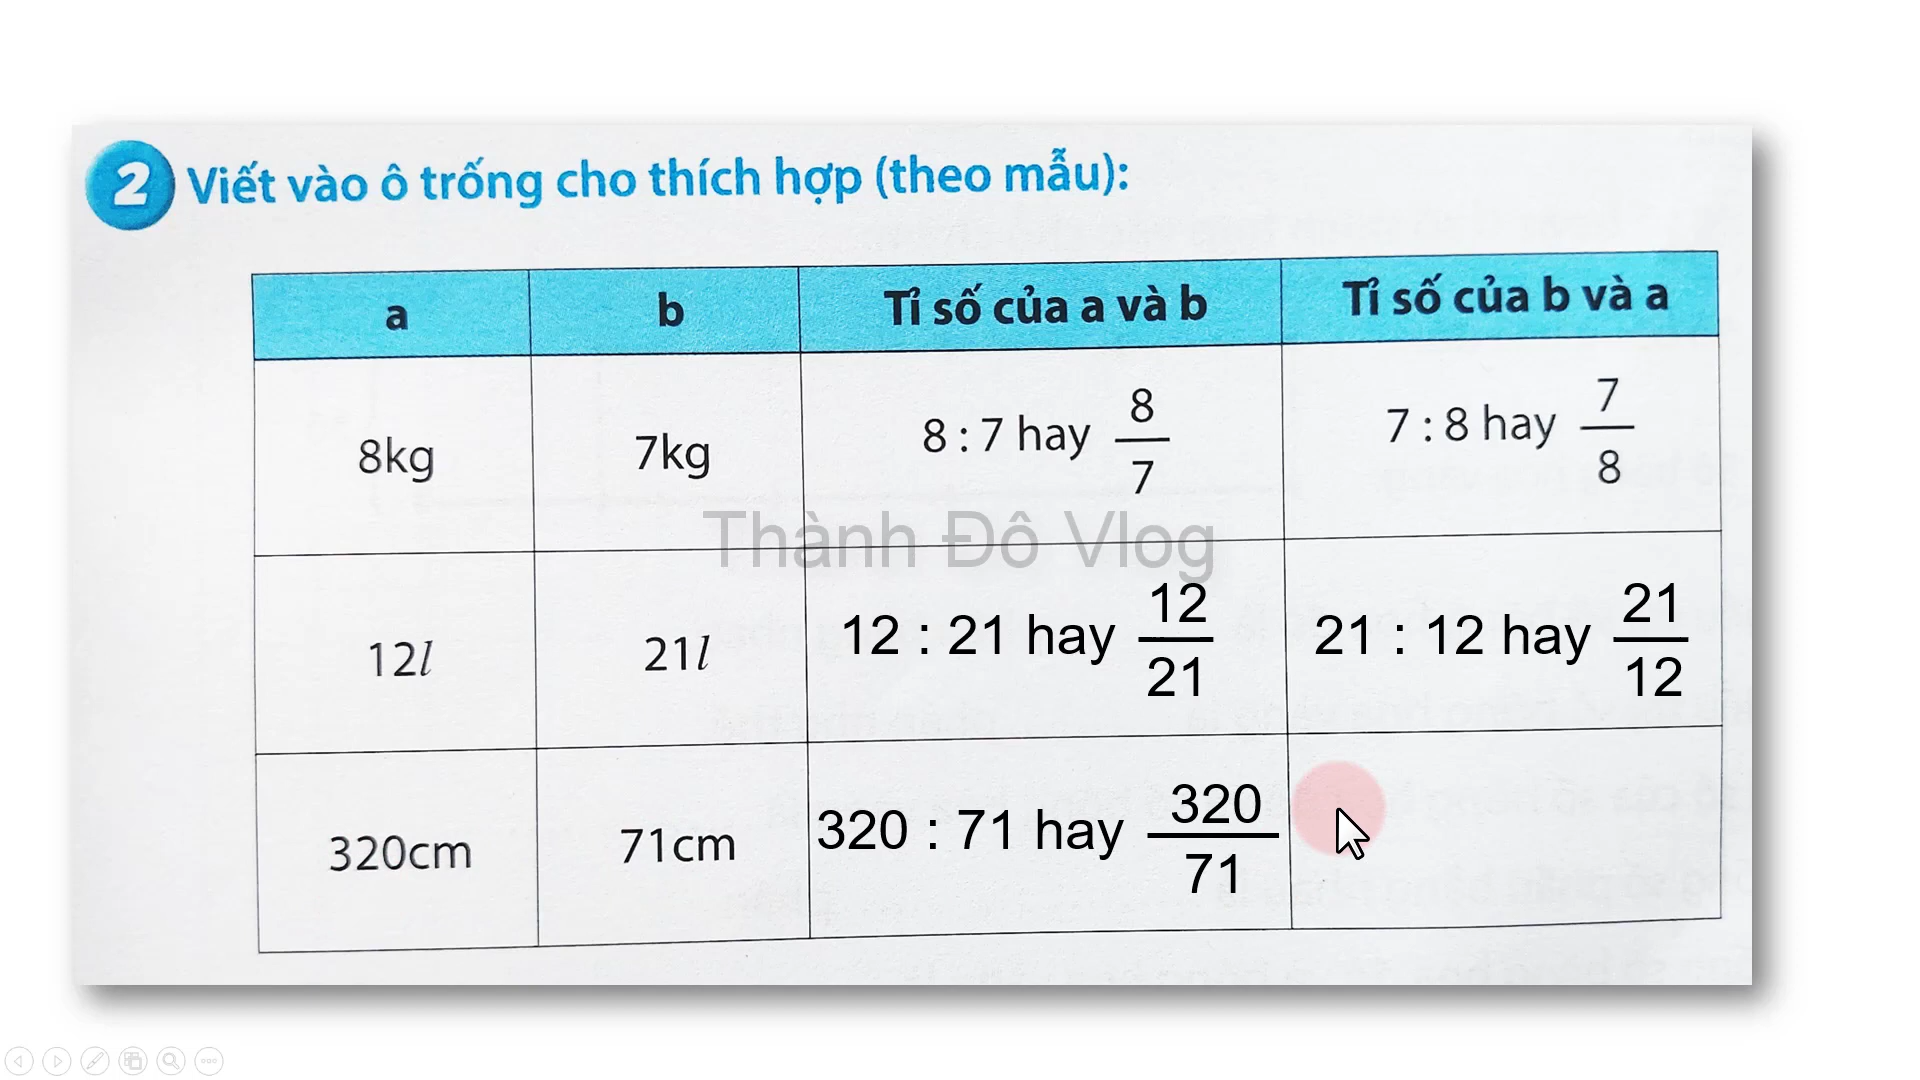 2 Viết vào ô trống cho thích hợp (theo mẫu):
a b Tỉ số của a và b Tỉ số của b và a
8kg 7kg 8 : 7 hay 8/7 7 : 8 hay 7/8
Thành Đô Vlog
12l 21l 12 : 21 hay 12/21 21 : 12 hay 21/12
320cm 71cm 320 : 71 hay 320/71